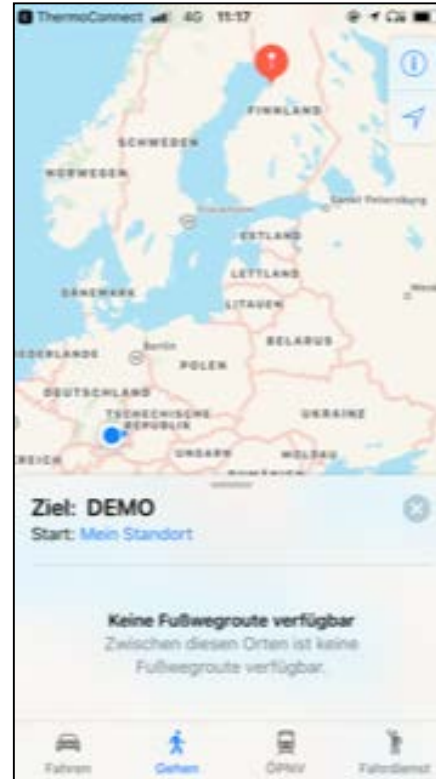 ThermoConnect 4G 11:17
FINNLAND
SCHWEDEN
NORWEGEN
Sankt Petersburg
ESTLAND
LETTLAND
DÄNEMARK
LITAUEN
BELARUS
Berlin
POLEN
DEUTSCHLAND
TSCHECHISCHE
REPUBLIK
UKRAINE
UNGARN
MOLDAU
Ziel: DEMO
Start: Mein Standort
Keine Fußwegroute verfügbar
Zwischen diesen Orten ist keine
Fußwegroute verfügbar.
Fahren Gehen ÖPNV Fahrdienst